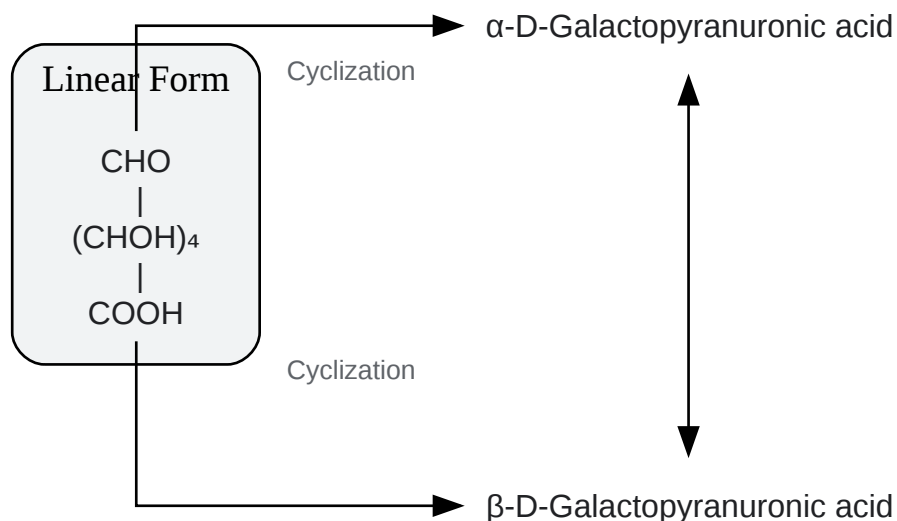 α-D-Galactopyranuronic acid
Cyclization
Linear Form
CHO
|
(CHOH)₄
|
COOH
Cyclization
β-D-Galactopyranuronic acid